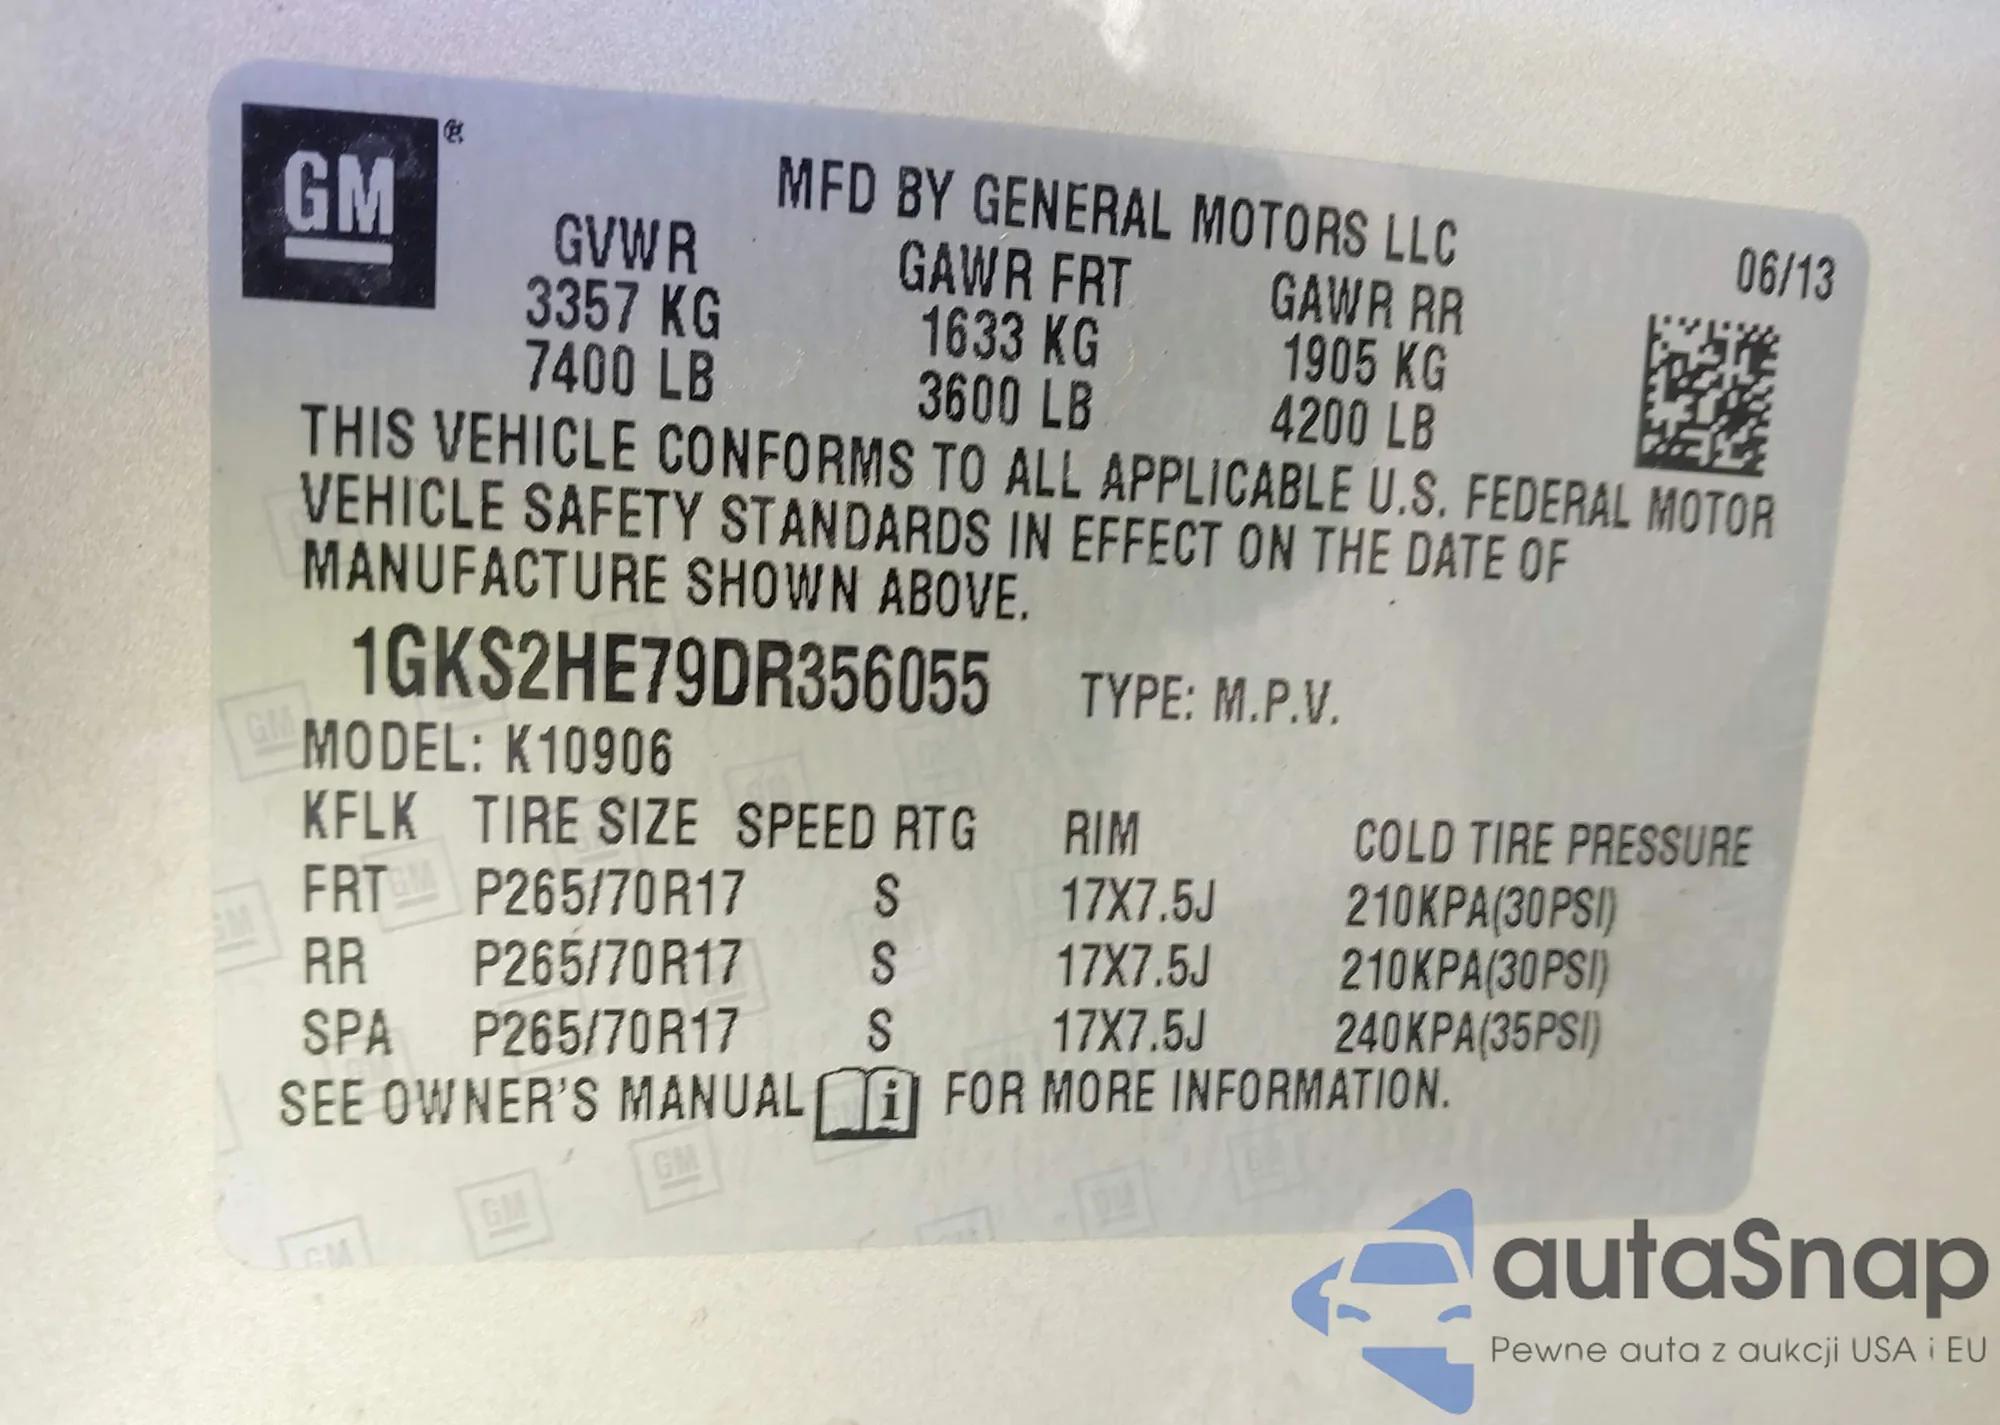 GM ®
MFD BY GENERAL MOTORS LLC
06/13
GVWR GAWR FRT GAWR RR
3357 KG 1633 KG 1905 KG
7400 LB 3600 LB 4200 LB
THIS VEHICLE CONFORMS TO ALL APPLICABLE U.S. FEDERAL MOTOR
VEHICLE SAFETY STANDARDS IN EFFECT ON THE DATE OF
MANUFACTURE SHOWN ABOVE.
1GKS2HE79DR356055 TYPE: M.P.V.
MODEL: K10906
KFLK TIRE SIZE SPEED RTG RIM COLD TIRE PRESSURE
FRT P265/70R17 S 17X7.5J 210KPA(30PSI)
RR P265/70R17 S 17X7.5J 210KPA(30PSI)
SPA P265/70R17 S 17X7.5J 240KPA(35PSI)
SEE OWNER'S MANUAL i FOR MORE INFORMATION.
autaSnap
Pewne auta z aukcji USA i EU